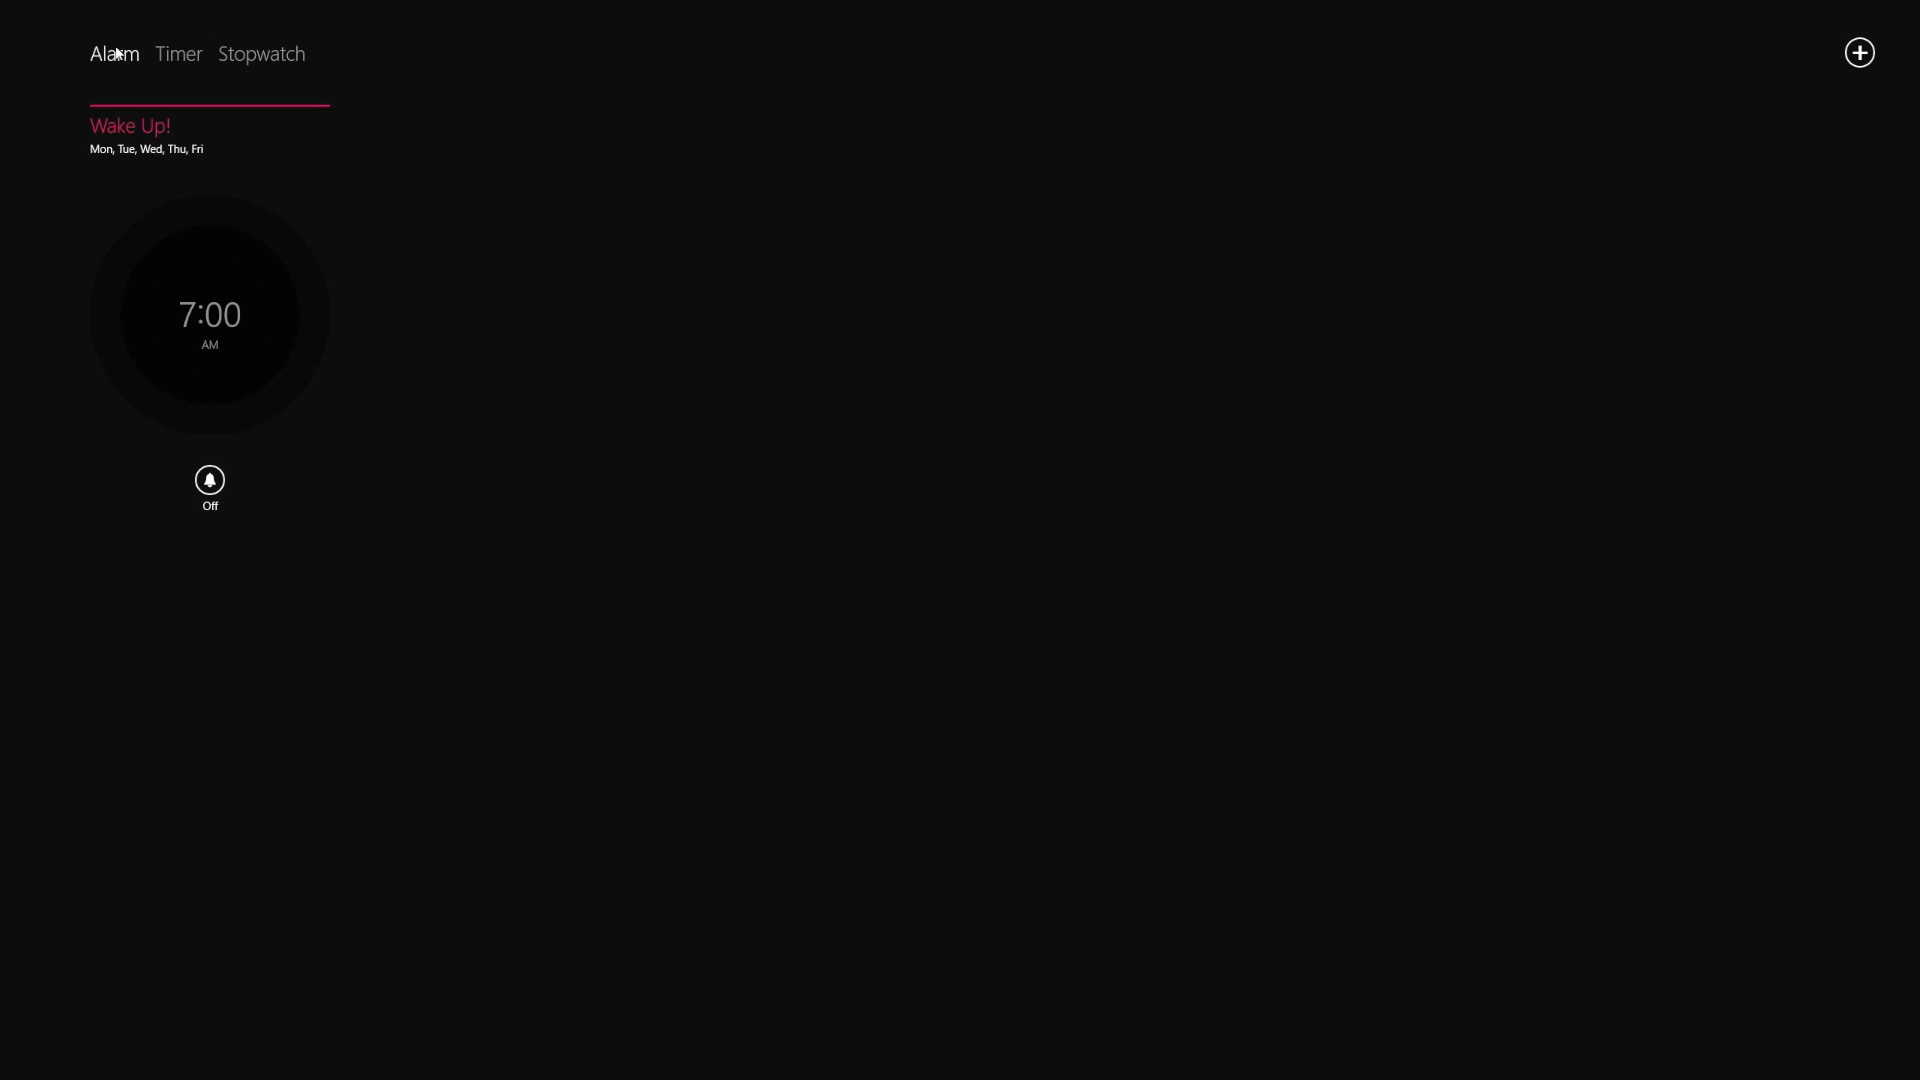 Alarm Timer Stopwatch
Wake Up!
Mon, Tue, Wed, Thu, Fri
7:00
AM
Off